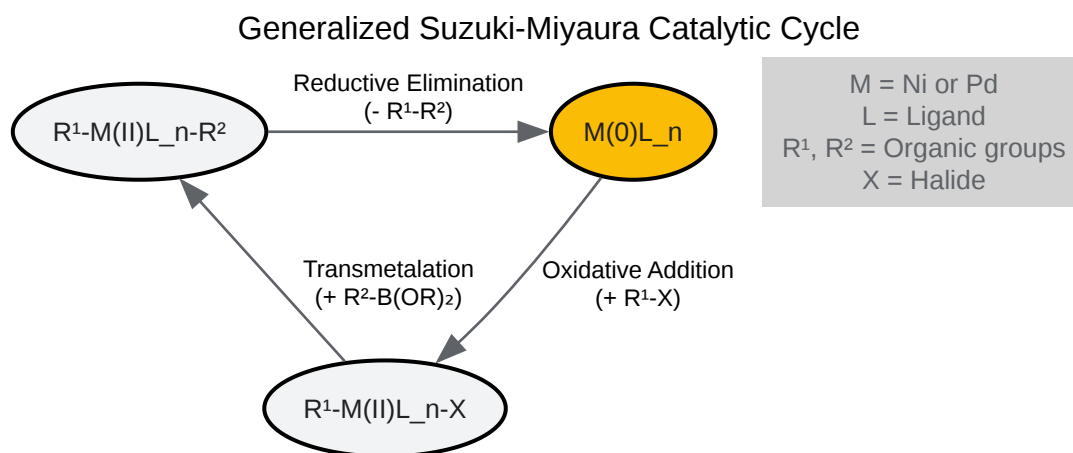 Generalized Suzuki-Miyaura Catalytic Cycle
Reductive Elimination
(- R¹-R²)
R¹-M(II)L_n-R²
M(0)L_n
M = Ni or Pd
L = Ligand
R¹, R² = Organic groups
X = Halide
Transmetalation
(+ R²-B(OR)₂)
Oxidative Addition
(+ R¹-X)
R¹-M(II)L_n-X